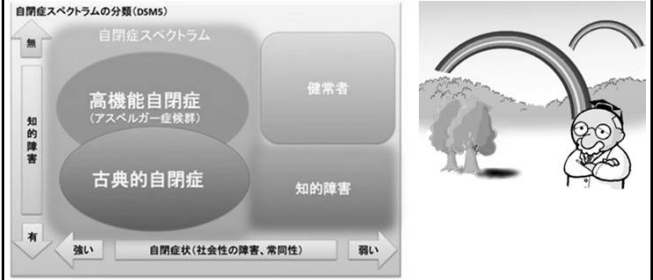 自閉症スペクトラムの分類(DSM5)
無
知的障害
有
自閉症スペクトラム
高機能自閉症
(アスペルガー症候群)
古典的自閉症
健常者
知的障害
強い
自閉症状(社会性の障害、常同性)
弱い